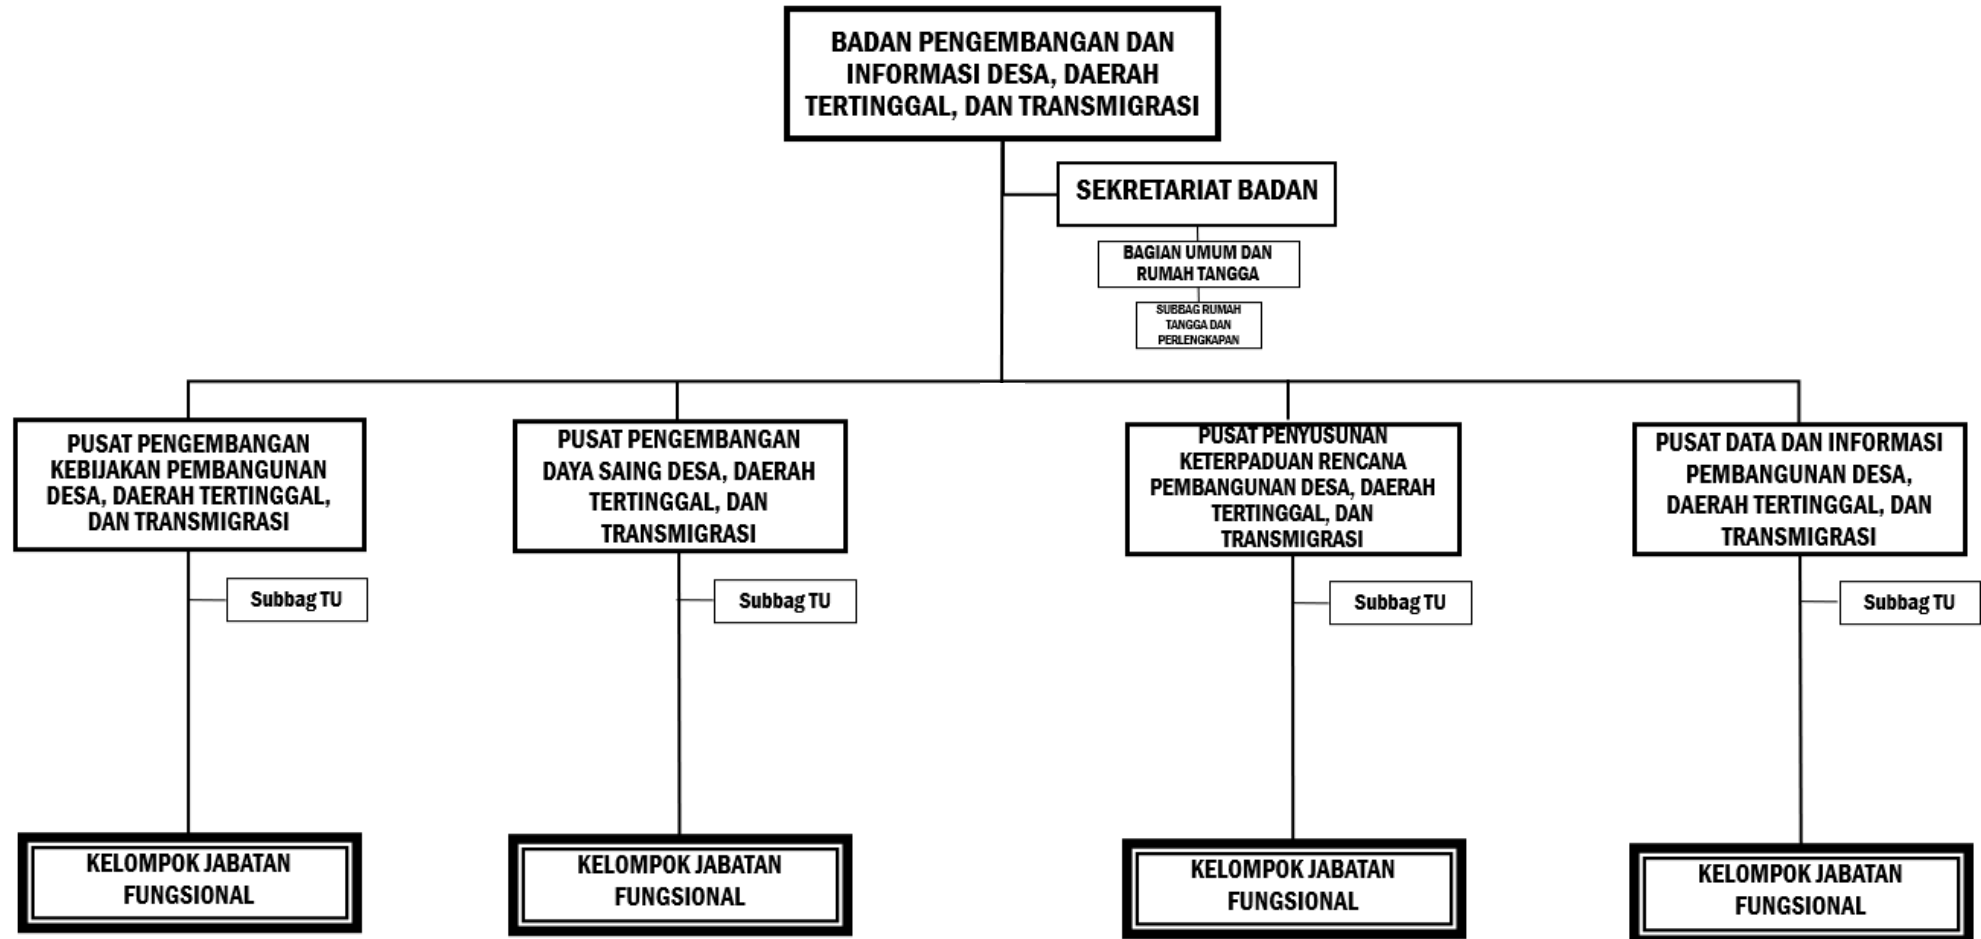 BADAN PENGEMBANGAN DAN
INFORMASI DESA, DAERAH
TERTINGGAL, DAN TRANSMIGRASI
SEKRETARIAT BADAN
BAGIAN UMUM DAN
RUMAH TANGGA
SUBBAG RUMAH
TANGGA DAN
PERLENGKAPAN
PUSAT PENGEMBANGAN
KEBIJAKAN PEMBANGUNAN
DESA, DAERAH TERTINGGAL,
DAN TRANSMIGRASI
PUSAT PENGEMBANGAN
DAYA SAING DESA, DAERAH
TERTINGGAL, DAN
TRANSMIGRASI
PUSAT PENYUSUNAN
KETERPADUAN RENCANA
PEMBANGUNAN DESA, DAERAH
TERTINGGAL, DAN
TRANSMIGRASI
PUSAT DATA DAN INFORMASI
PEMBANGUNAN DESA,
DAERAH TERTINGGAL, DAN
TRANSMIGRASI
Subbag TU
Subbag TU
Subbag TU
Subbag TU
KELOMPOK JABATAN
FUNGSIONAL
KELOMPOK JABATAN
FUNGSIONAL
KELOMPOK JABATAN
FUNGSIONAL
KELOMPOK JABATAN
FUNGSIONAL